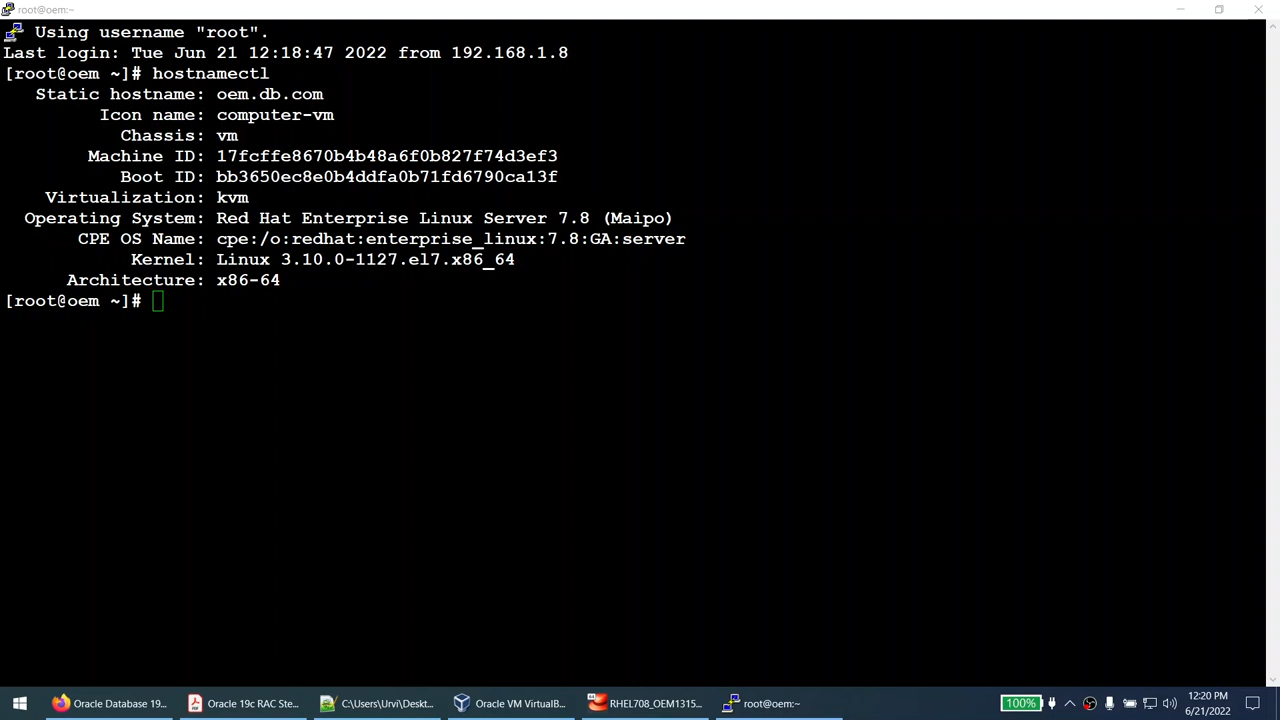 root@oem:~
Using username "root".
Last login: Tue Jun 21 12:18:47 2022 from 192.168.1.8
[root@oem ~]# hostnamectl
Static hostname: oem.db.com
Icon name: computer-vm
Chassis: vm
Machine ID: 17fcffe8670b4b48a6f0b827f74d3ef3
Boot ID: bb3650ec8e0b4ddfa0b71fd6790ca13f
Virtualization: kvm
Operating System: Red Hat Enterprise Linux Server 7.8 (Maipo)
CPE OS Name: cpe:/o:redhat:enterprise_linux:7.8:GA:server
Kernel: Linux 3.10.0-1127.el7.x86_64
Architecture: x86-64
[root@oem ~]#
Oracle Database 19... Oracle 19c RAC Ste... C:\Users\Urvi\Deskt... Oracle VM VirtualB... RHEL708_OEM1315... root@oem:~ 100% 12:20 PM
6/21/2022